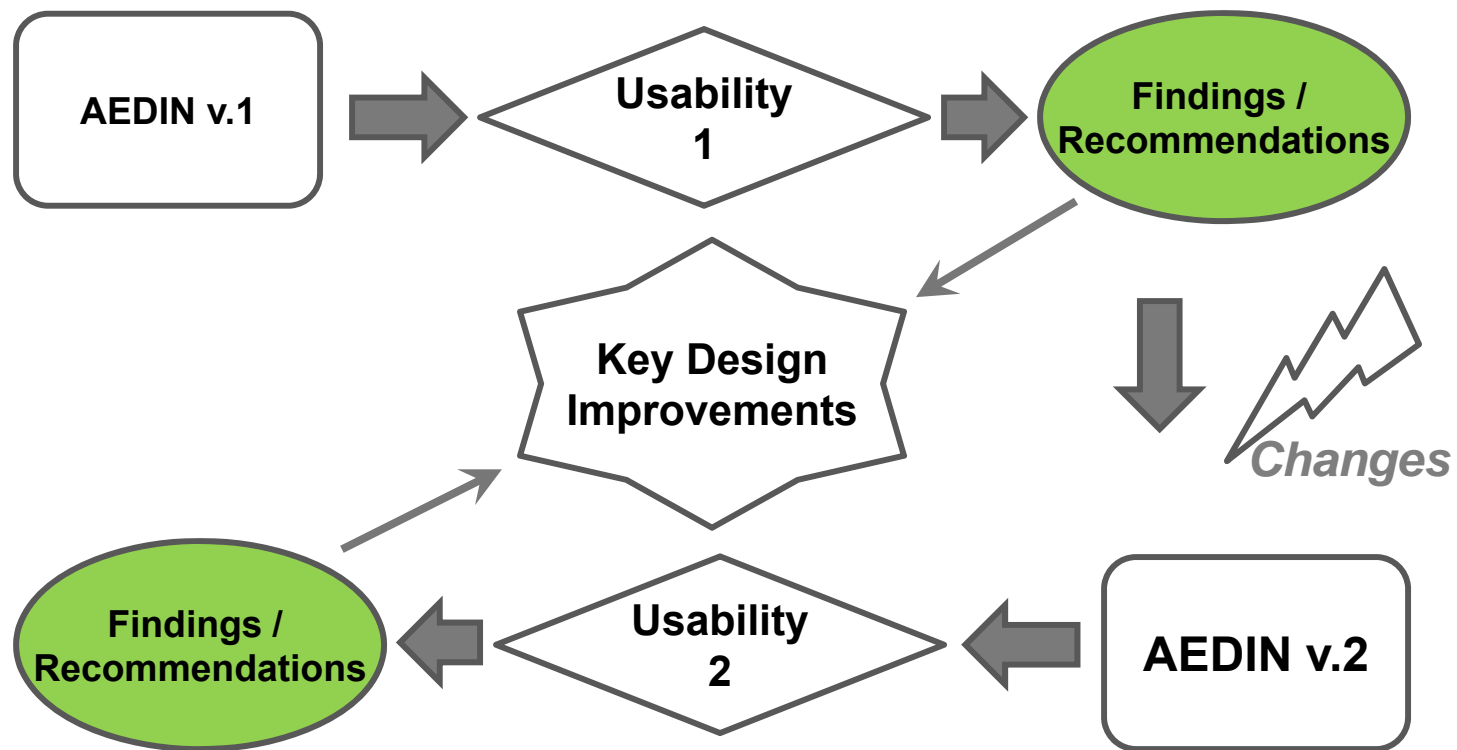 AEDIN v.1
Usability
1
Findings /
Recommendations
Key Design
Improvements
Changes
Findings /
Recommendations
Usability
2
AEDIN v.2